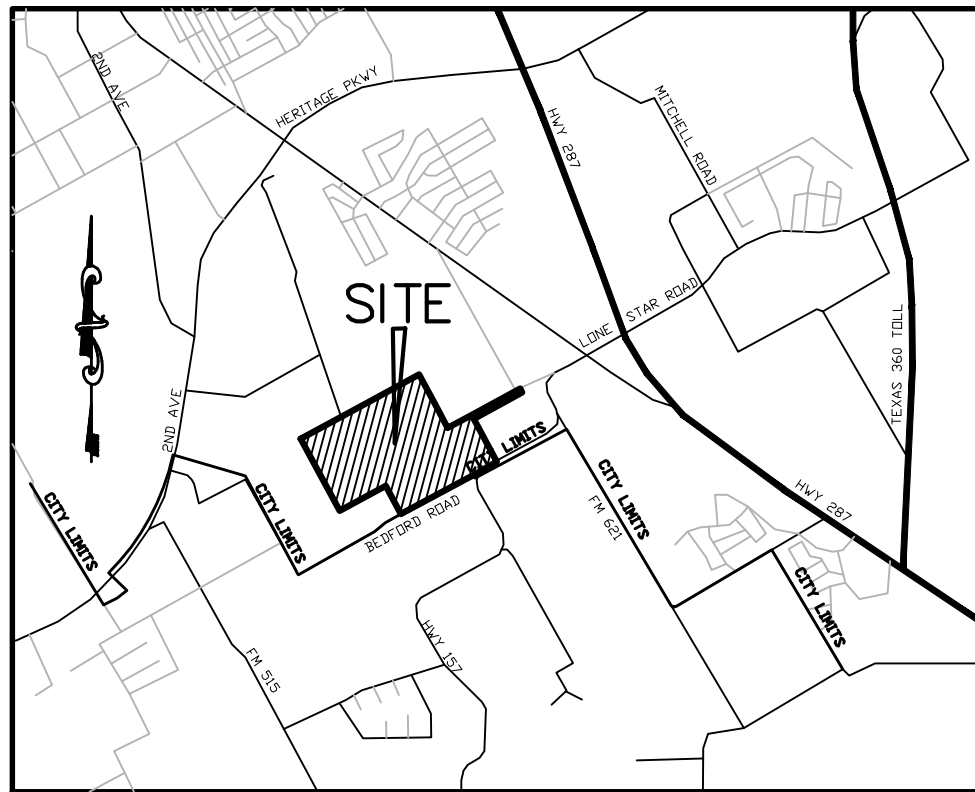 2ND AVE
HERITAGE PKWY
HWY 287
MITCHELL ROAD
SITE
LONE STAR ROAD
TEXAS 360 TOLL
2ND AVE
CITY LIMITS
CITY LIMITS
CITY LIMITS
CITY LIMITS
BEDFORD ROAD
FM 621
HWY 287
CITY LIMITS
HWY 157
FM 515